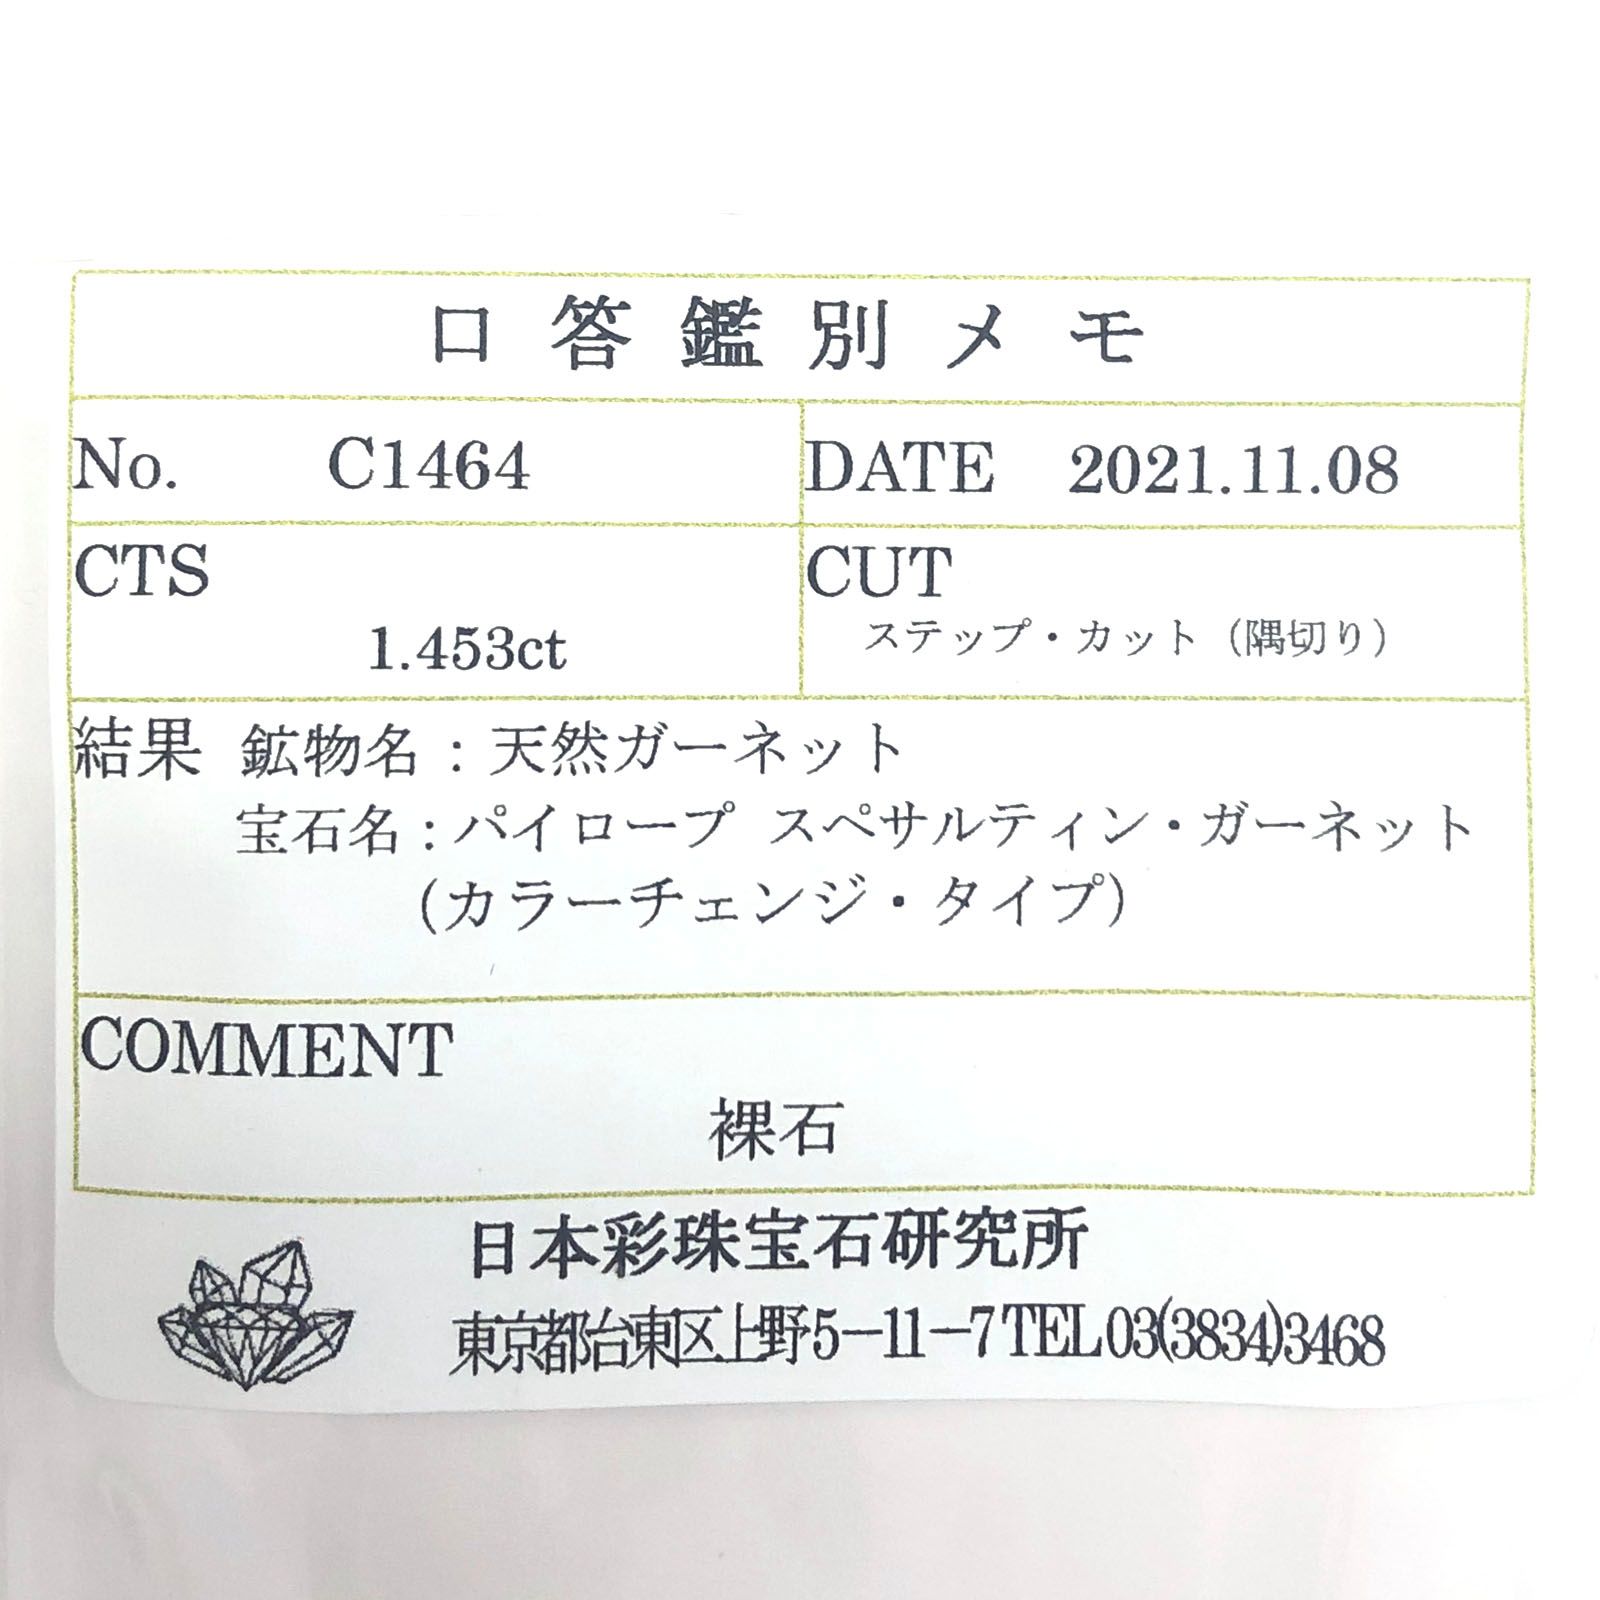 口答鑑別メモ
No. C1464 DATE 2021.11.08
CTS CUT
1.453ct ステップ・カット（隅切り）
結果 鉱物名：天然ガーネット
宝石名：パイロープ スペサルティン・ガーネット
(カラーチェンジ・タイプ)
COMMENT
裸石
日本彩珠宝石研究所
東京都台東区上野5－11－7 TEL 03(3834)3468